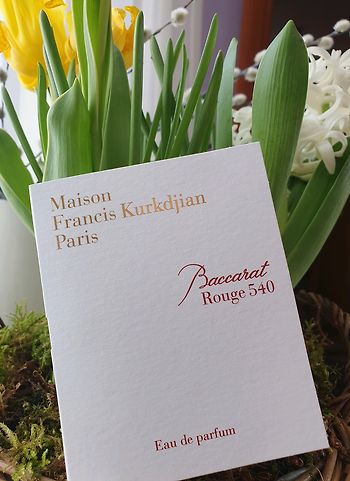 Maison
Francis Kurkdjian
Paris
Baccarat
Rouge 540
Eau de parfum